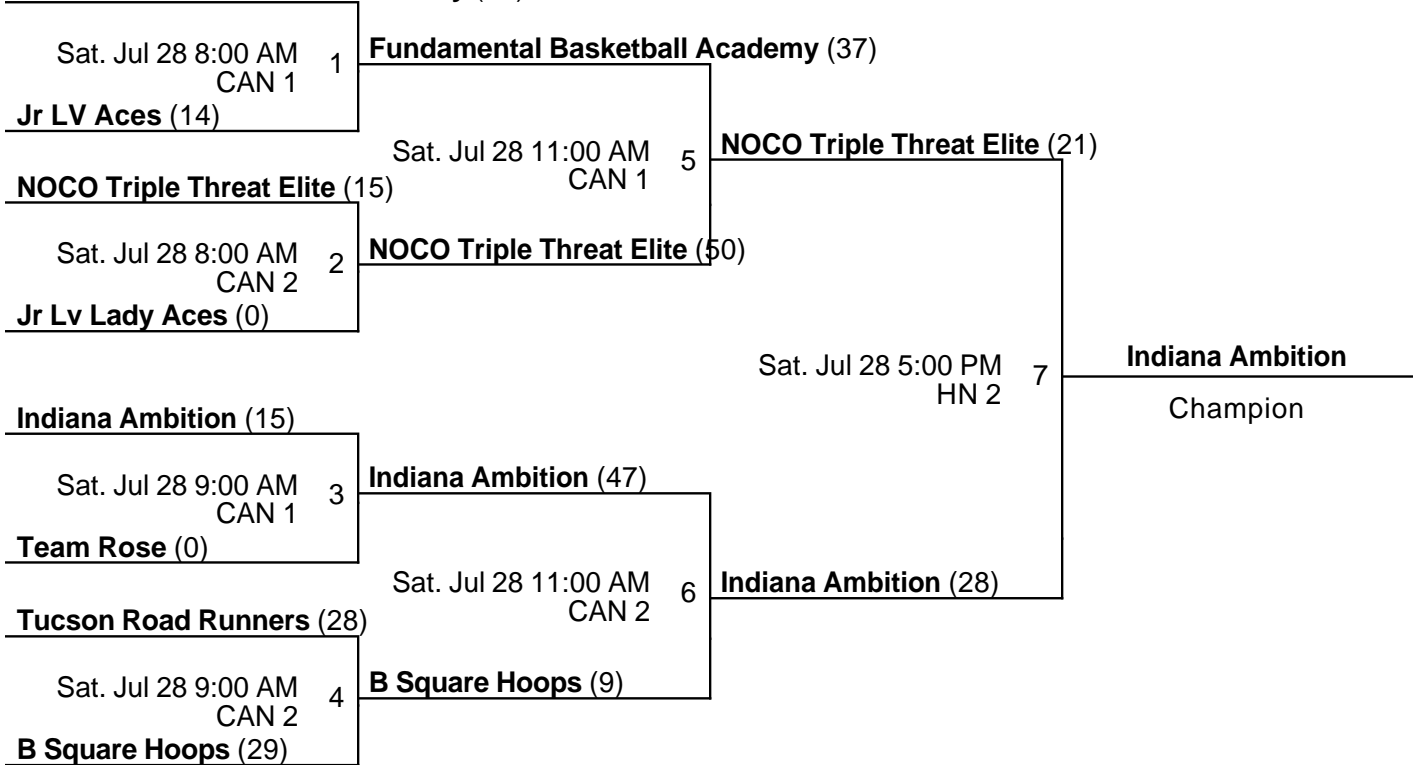 Sat. Jul 28 8:00 AM
CAN 1
1
Fundamental Basketball Academy (37)
Jr LV Aces (14)
Sat. Jul 28 11:00 AM
CAN 1
5
NOCO Triple Threat Elite (21)
NOCO Triple Threat Elite (15)
Sat. Jul 28 8:00 AM
CAN 2
2
NOCO Triple Threat Elite (50)
Jr Lv Lady Aces (0)
Sat. Jul 28 5:00 PM
HN 2
7
Indiana Ambition
Champion
Indiana Ambition (15)
Sat. Jul 28 9:00 AM
CAN 1
3
Indiana Ambition (47)
Team Rose (0)
Sat. Jul 28 11:00 AM
CAN 2
6
Indiana Ambition (28)
Tucson Road Runners (28)
Sat. Jul 28 9:00 AM
CAN 2
4
B Square Hoops (9)
B Square Hoops (29)